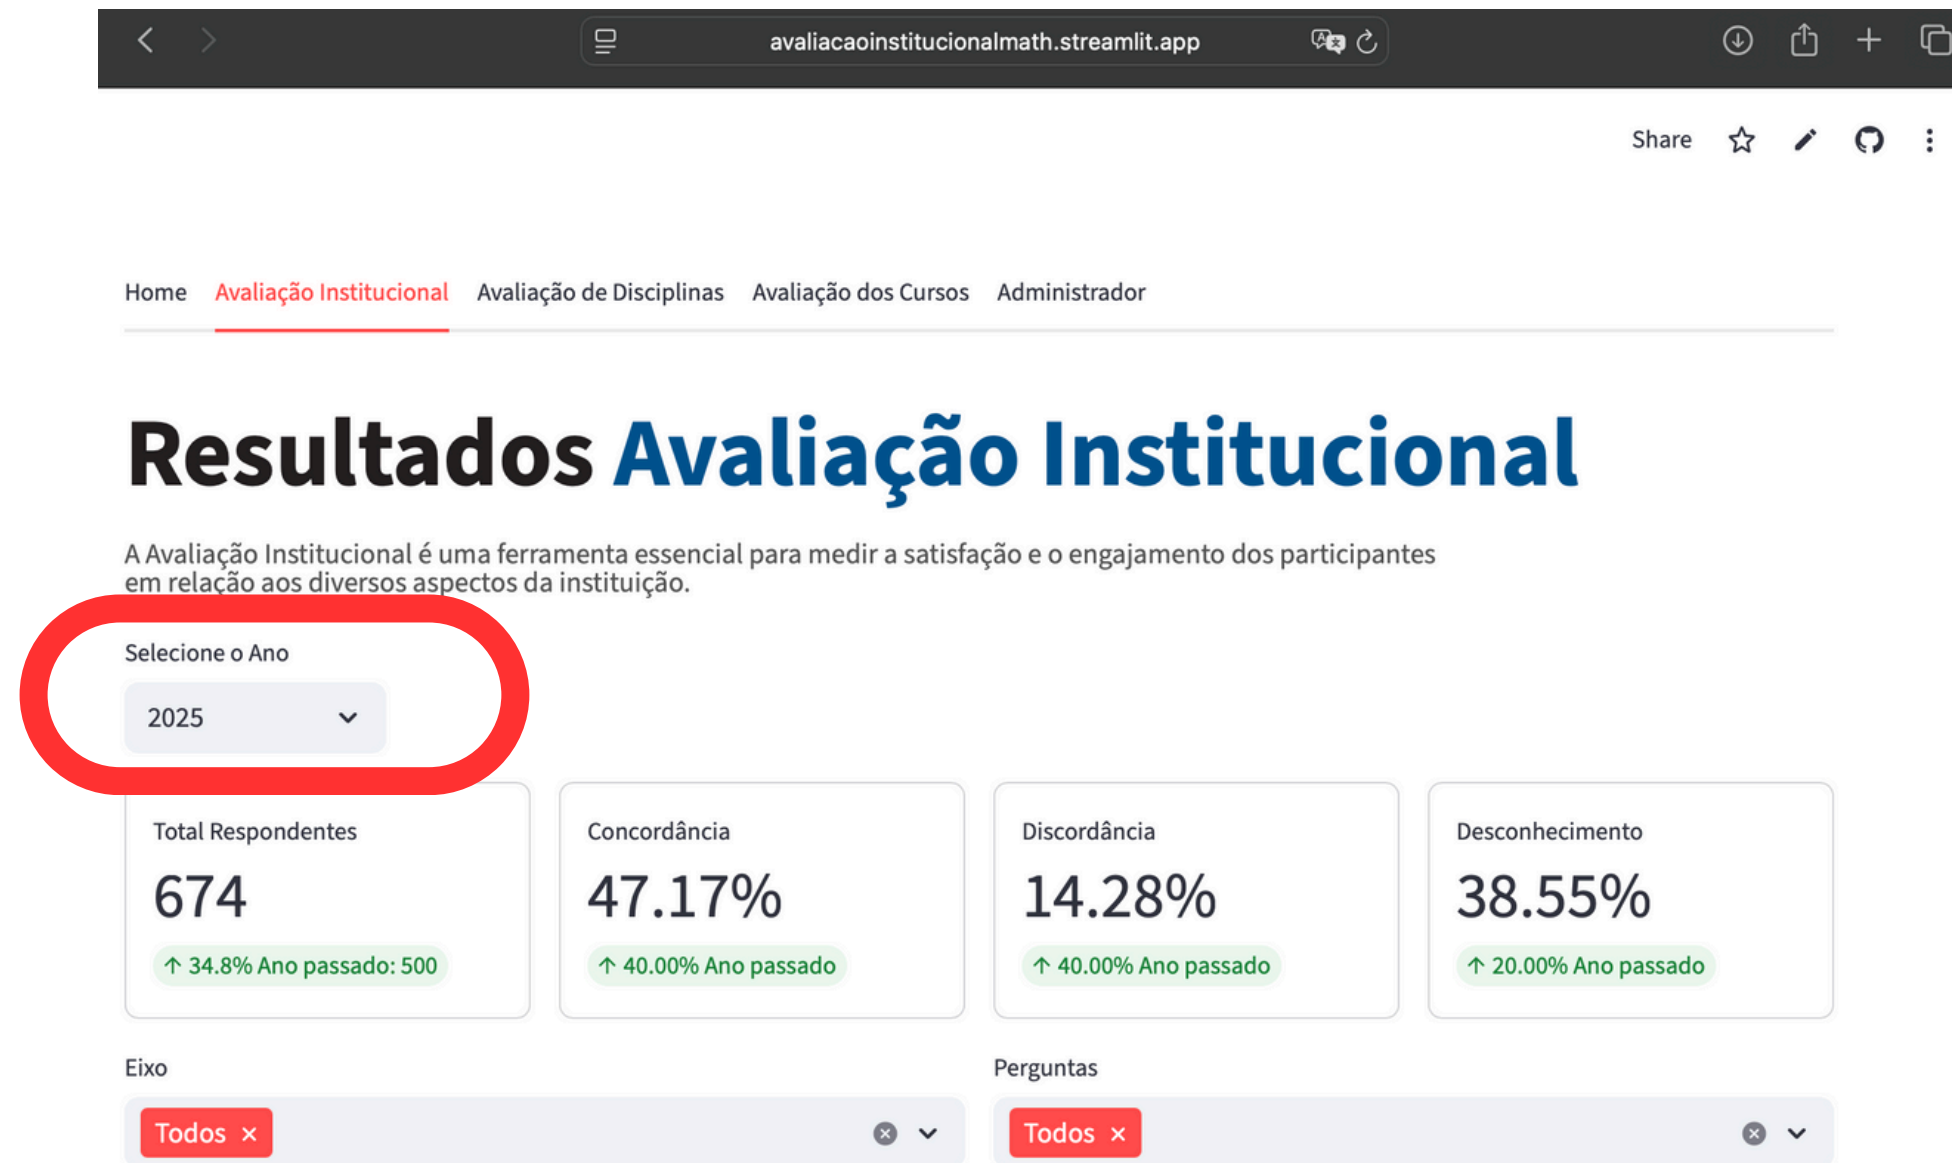 avaliacaoinstitucionalmath.streamlit.app
Share
Home Avaliação Institucional Avaliação de Disciplinas Avaliação dos Cursos Administrador
Resultados Avaliação Institucional
A Avaliação Institucional é uma ferramenta essencial para medir a satisfação e o engajamento dos participantes
em relação aos diversos aspectos da instituição.
Selecione o Ano
2025
Total Respondentes
674
↑ 34.8% Ano passado: 500
Concordância
47.17%
↑ 40.00% Ano passado
Discordância
14.28%
↑ 40.00% Ano passado
Desconhecimento
38.55%
↑ 20.00% Ano passado
Eixo
Todos ×
Perguntas
Todos ×